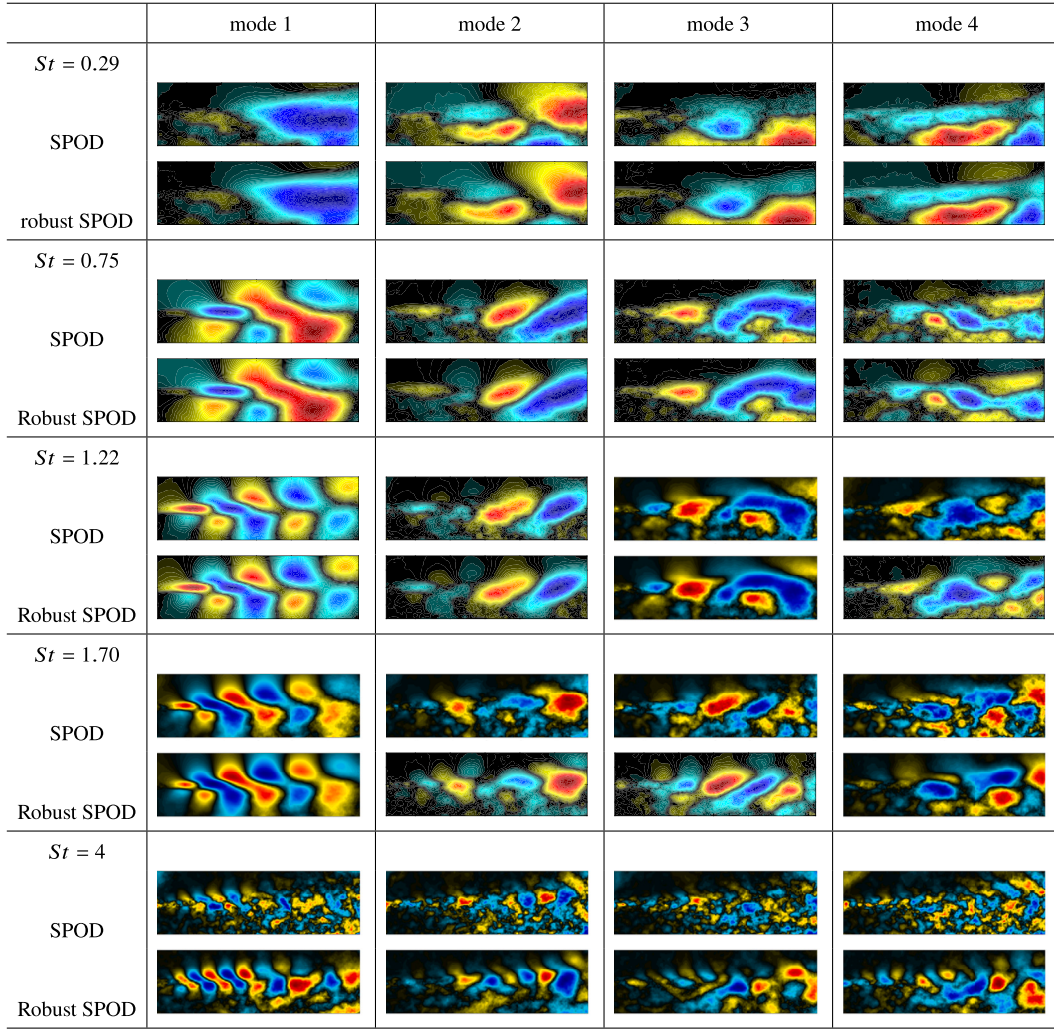 mode 1 mode 2 mode 3 mode 4
St = 0.29
SPOD
robust SPOD
St = 0.75
SPOD
Robust SPOD
St = 1.22
SPOD
Robust SPOD
St = 1.70
SPOD
Robust SPOD
St = 4
SPOD
Robust SPOD